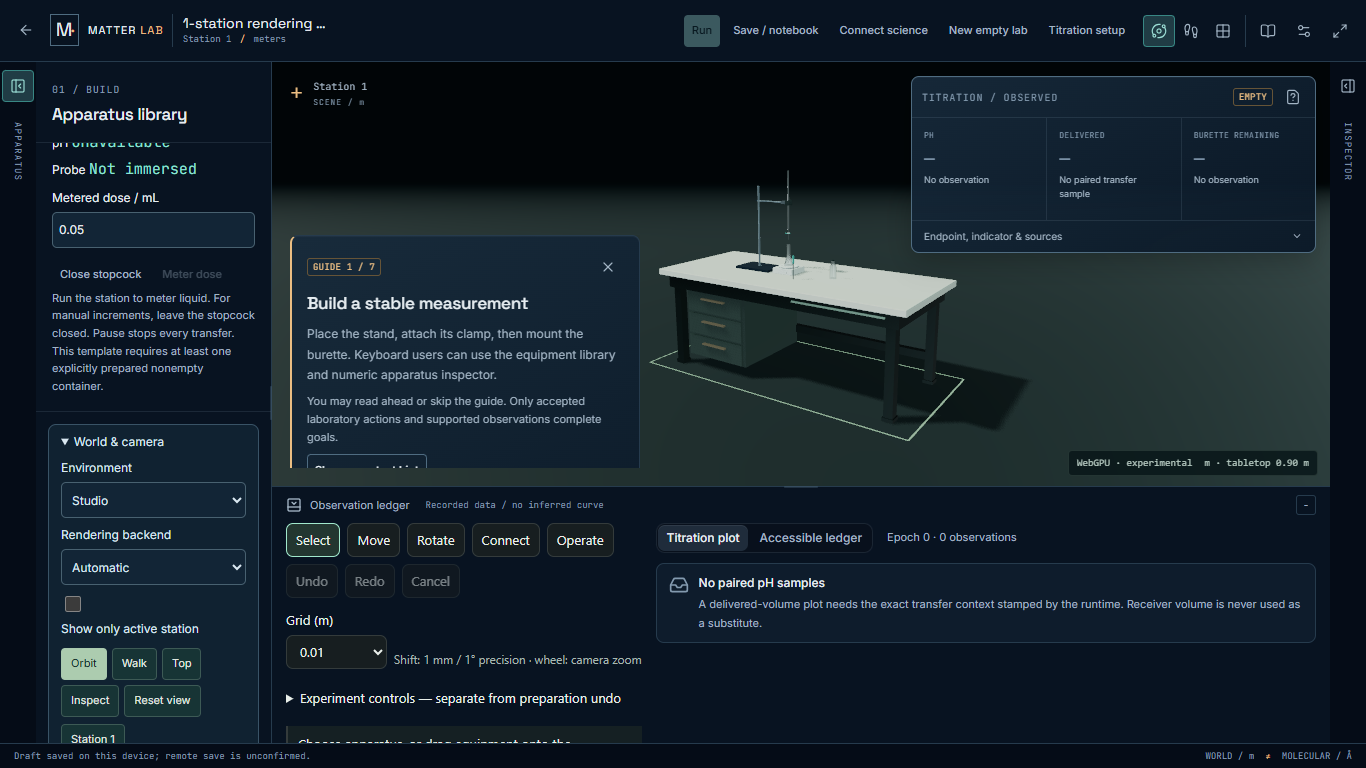 M
MATTER LAB
1-station rendering …
Station 1 / meters
Run
Save / notebook
Connect science
New empty lab
Titration setup
APPARATUS
01 / BUILD
Apparatus library
pH Unavailable
Probe Not immersed
Metered dose / mL
0.05
Close stopcock
Meter dose
Run the station to meter liquid. For
manual increments, leave the stopcock
closed. Pause stops every transfer.
This template requires at least one
explicitly prepared nonempty
container.
▼ World & camera
Environment
Studio
Rendering backend
Automatic
Show only active station
Orbit
Walk
Top
Inspect
Reset view
Station 1
Station 1
SCENE / m
GUIDE 1 / 7
Build a stable measurement
Place the stand, attach its clamp, then mount the
burette. Keyboard users can use the equipment library
and numeric apparatus inspector.
You may read ahead or skip the guide. Only accepted
laboratory actions and supported observations complete
goals.
TITRATION / OBSERVED
EMPTY
PH
—
No observation
DELIVERED
—
No paired transfer
sample
BURETTE REMAINING
—
No observation
Endpoint, indicator & sources
WebGPU · experimental m · tabletop 0.90 m
INSPECTOR
Observation ledger
Recorded data / no inferred curve
-
Select
Move
Rotate
Connect
Operate
Undo
Redo
Cancel
Grid (m)
0.01
Shift: 1 mm / 1° precision · wheel: camera zoom
▶ Experiment controls — separate from preparation undo
Choose apparatus, or drag equipment onto the
Titration plot
Accessible ledger
Epoch 0 · 0 observations
No paired pH samples
A delivered-volume plot needs the exact transfer context stamped by the runtime. Receiver volume is never used as
a substitute.
Draft saved on this device; remote save is unconfirmed.
WORLD / m ≠ MOLECULAR / Å